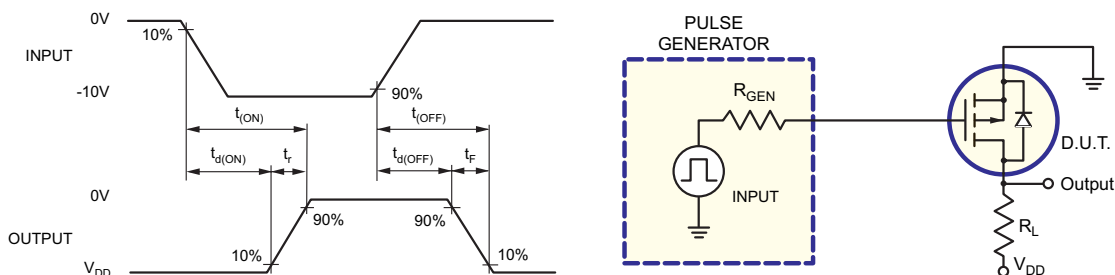 0V
10%
INPUT
-10V
90%
t(ON)
t(OFF)
td(ON)
tr
td(OFF)
tF
0V
90%
90%
OUTPUT
10%
10%
VDD
PULSE
GENERATOR
RGEN
INPUT
D.U.T.
Output
RL
VDD